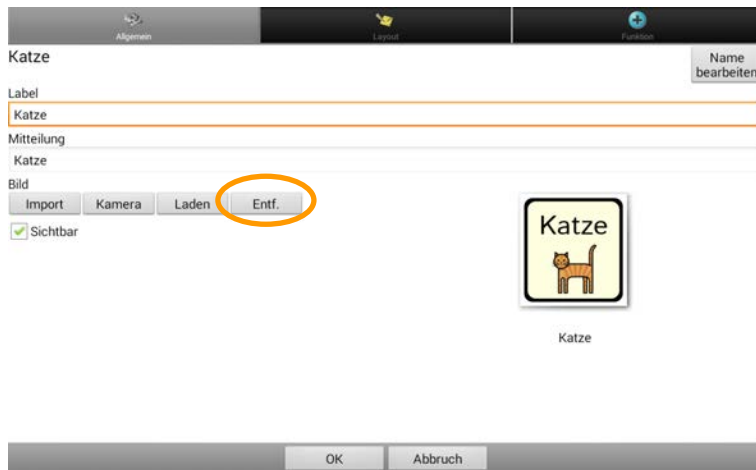 Allgemein
Layout
Funktion
Katze
Name
bearbeiten
Label
Katze
Mitteilung
Katze
Bild
Import Kamera Laden Entf.
Sichtbar
Katze
Katze
OK Abbruch